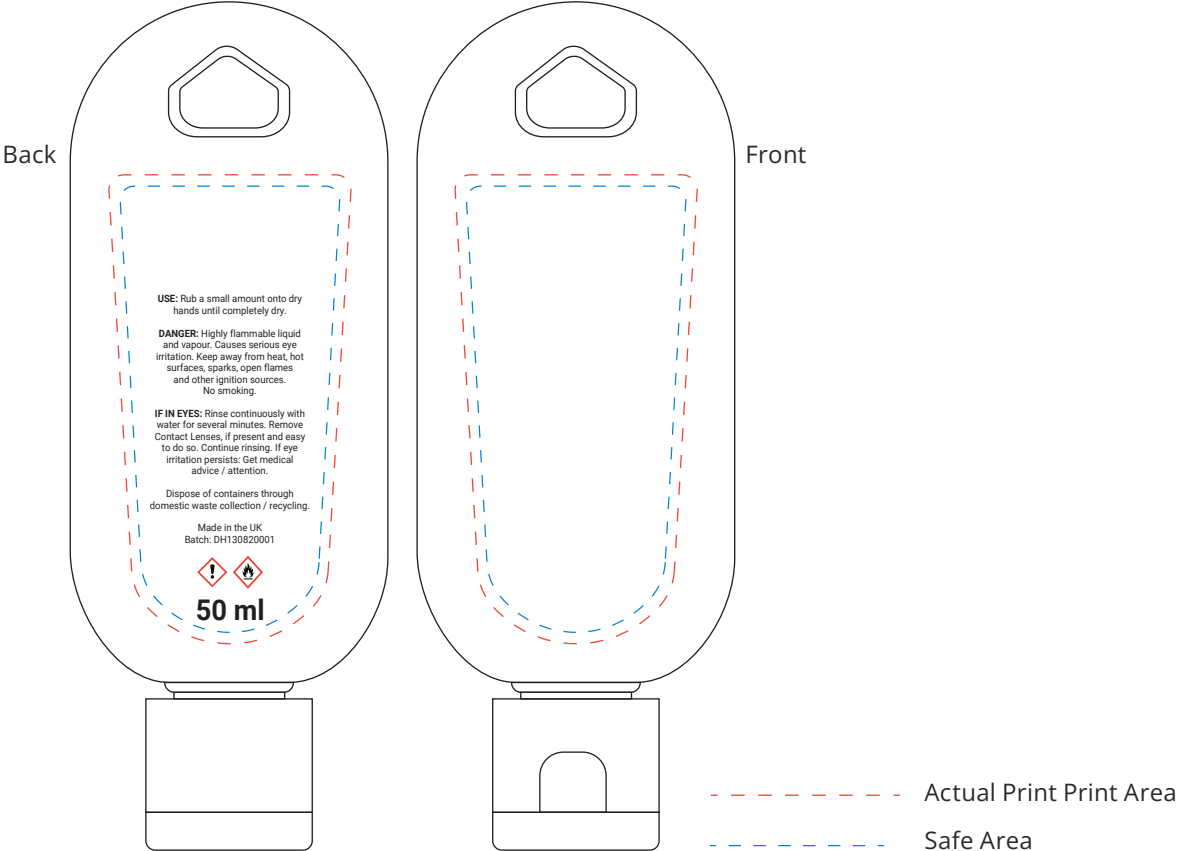 Back
Front
USE: Rub a small amount onto dry
hands until completely dry.
DANGER: Highly flammable liquid
and vapour. Causes serious eye
irritation. Keep away from heat, hot
surfaces, sparks, open flames
and other ignition sources.
No smoking.
IF IN EYES: Rinse continuously with
water for several minutes. Remove
Contact Lenses, if present and easy
to do so. Continue rinsing. If eye
irritation persists: Get medical
advice / attention.
Dispose of containers through
domestic waste collection / recycling.
Made in the UK
Batch: DH130820001
50 ml
Actual Print Print Area
Safe Area